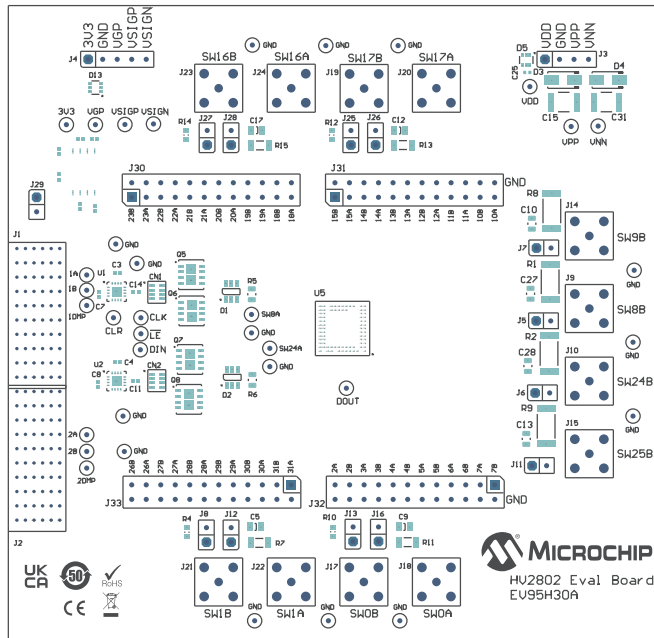 3V3 GND VGP VSIGP VSIGN
J4
D13
3V3 VGP VSIGP VSIGN
GND GND GND
SW16B SW16A SW17B SW17A
J23 J24 J19 J20
R14 J27 J28 C17 R15
R12 J25 J26 C12 R13
VDD GND VPP VNN
J3
D5 C25 D3 D4
VDD C15 C31
VPP VNN
J29
J30 J31
GND
23B 23A 22B 22A 21B 21A 20B 20A 19B 19A 18B 18A
15B 15A 14B 14A 13B 13A 12B 12A 11B 11A 10B 10A
R8 C10 J14
J7 SW9B
GND
R1 C27 J9
J5 SW8B
GND
R2 C28 J10
J6 SW24B
GND
R9 C13 J15
J11 SW25B
J1
GND
GND
1A U1 C3 C14 CN1 Q5
1B C7 Q6 D1 R5
1DMP
CLR CLK
LE
DIN
SW8A
GND
SW24A
GND
U5
DOUT
Q7
U2 C4 CN2
C8 C11 Q8 D2 R6
GND
2A
2B
2DMP
GND
J2
26B 26A 27B 27A 28B 28A 29B 29A 30B 30A 31B 31A
2A 2B 3A 3B 4A 4B 5A 5B 6A 6B 7A 7B
J33 J32
GND
R4 J8 J12 C5 R7
R10 J13 J16 C9 R11
J21 J22 J17 J18
SW1B SW1A SW0B SW0A
GND GND GND
UK
CA
50
RoHS
CE
MICROCHIP
HV2802 Eval Board
EV95H30A